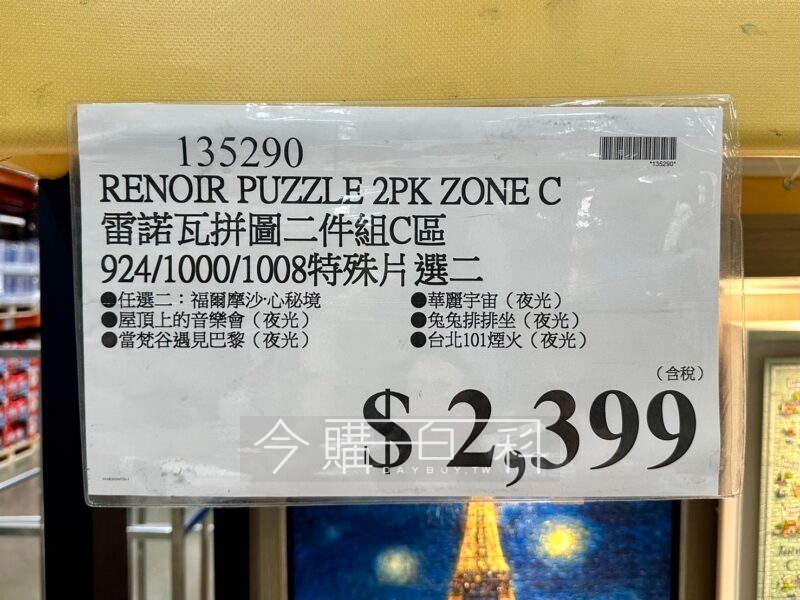 135290
*135290*
RENOIR PUZZLE 2PK ZONE C
雷諾瓦拼圖二件組C區
924/1000/1008特殊片選二
●任選二：福爾摩沙·心秘境
●華麗宇宙（夜光）
●屋頂上的音樂會（夜光）
●兔兔排排坐（夜光）
●當梵谷遇見巴黎（夜光）
●台北101煙火（夜光）
（含稅）
$ 2,399
今購百科
DAYBUY.TW